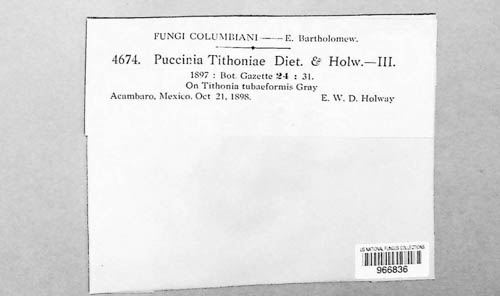 FUNGI COLUMBIANI — E. Bartholomew.
4674. Puccinia Tithoniae Diet. & Holw.—III.
1897 : Bot. Gazette 24 : 31.
On Tithonia tubaeformis Gray
Acambaro, Mexico. Oct 21, 1898. E. W. D. Holway
US NATIONAL FUNGUS COLLECTIONS
966836